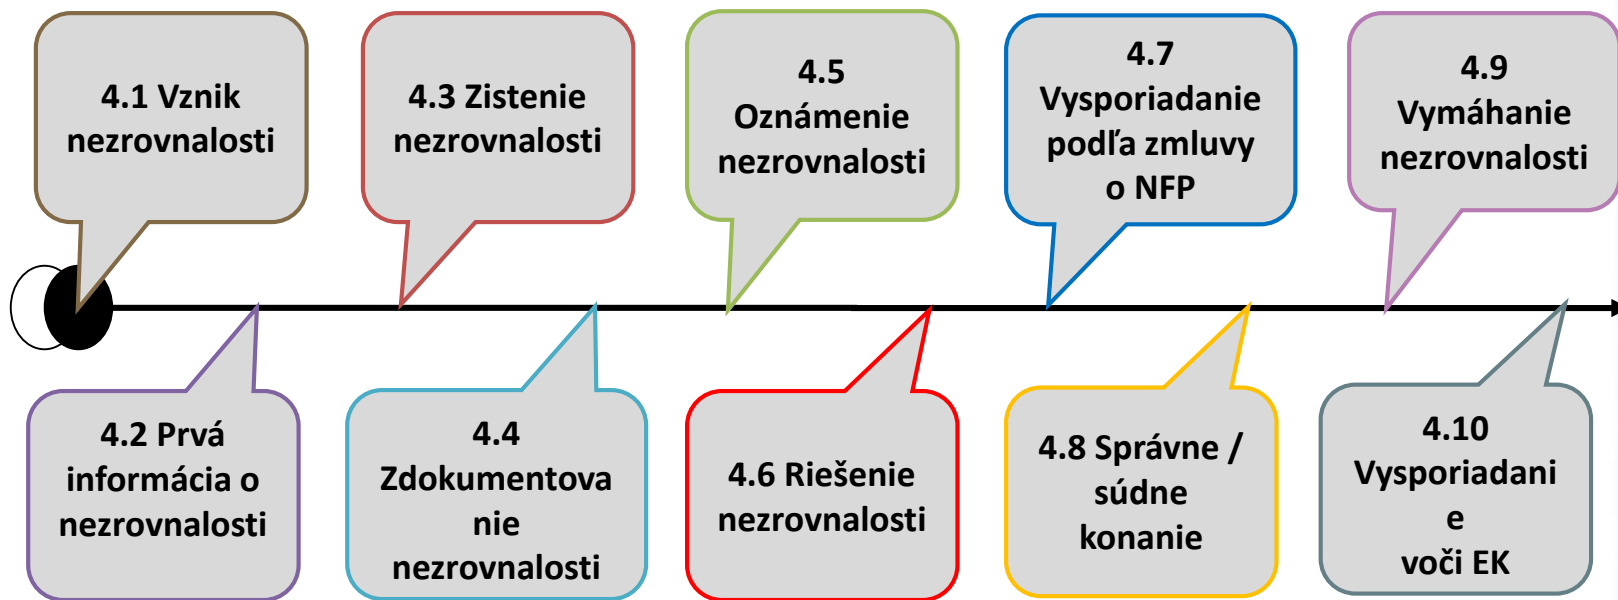 4.1 Vznik
nezrovnalosti
4.2 Prvá
informácia o
nezrovnalosti
4.3 Zistenie
nezrovnalosti
4.4
Zdokumentova
nie
nezrovnalosti
4.5
Oznámenie
nezrovnalosti
4.6 Riešenie
nezrovnalosti
4.7
Vysporiadanie
podľa zmluvy
o NFP
4.8 Správne /
súdne
konanie
4.9
Vymáhanie
nezrovnalosti
4.10
Vysporiadani
e
voči EK